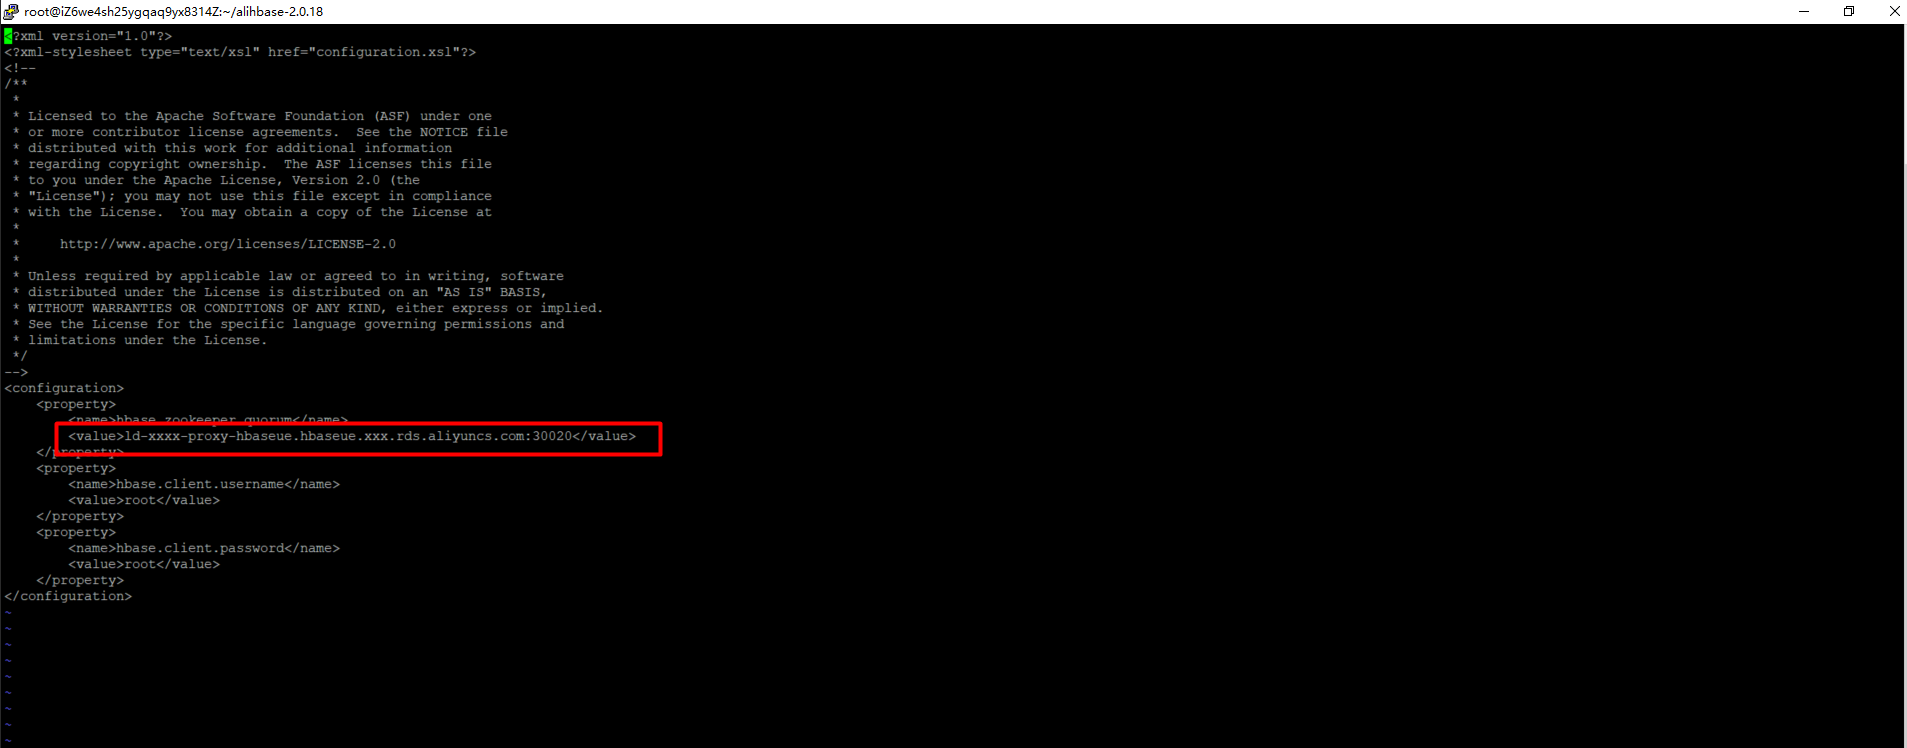 root@iZ6we4sh25ygqaq9yx8314Z:~/alihbase-2.0.18
<?xml version="1.0"?>
<?xml-stylesheet type="text/xsl" href="configuration.xsl"?>
<!--
/**
 *
 * Licensed to the Apache Software Foundation (ASF) under one
 * or more contributor license agreements.  See the NOTICE file
 * distributed with this work for additional information
 * regarding copyright ownership.  The ASF licenses this file
 * to you under the Apache License, Version 2.0 (the
 * "License"); you may not use this file except in compliance
 * with the License.  You may obtain a copy of the License at
 *
 *     http://www.apache.org/licenses/LICENSE-2.0
 *
 * Unless required by applicable law or agreed to in writing, software
 * distributed under the License is distributed on an "AS IS" BASIS,
 * WITHOUT WARRANTIES OR CONDITIONS OF ANY KIND, either express or implied.
 * See the License for the specific language governing permissions and
 * limitations under the License.
 */
-->
<configuration>
    <property>
        <name>hbase.zookeeper.quorum</name>
        <value>ld-xxxx-proxy-hbaseue.hbaseue.xxx.rds.aliyuncs.com:30020</value>
    </property>
    <property>
        <name>hbase.client.username</name>
        <value>root</value>
    </property>
    <property>
        <name>hbase.client.password</name>
        <value>root</value>
    </property>
</configuration>
~
~
~
~
~
~
~
~
~